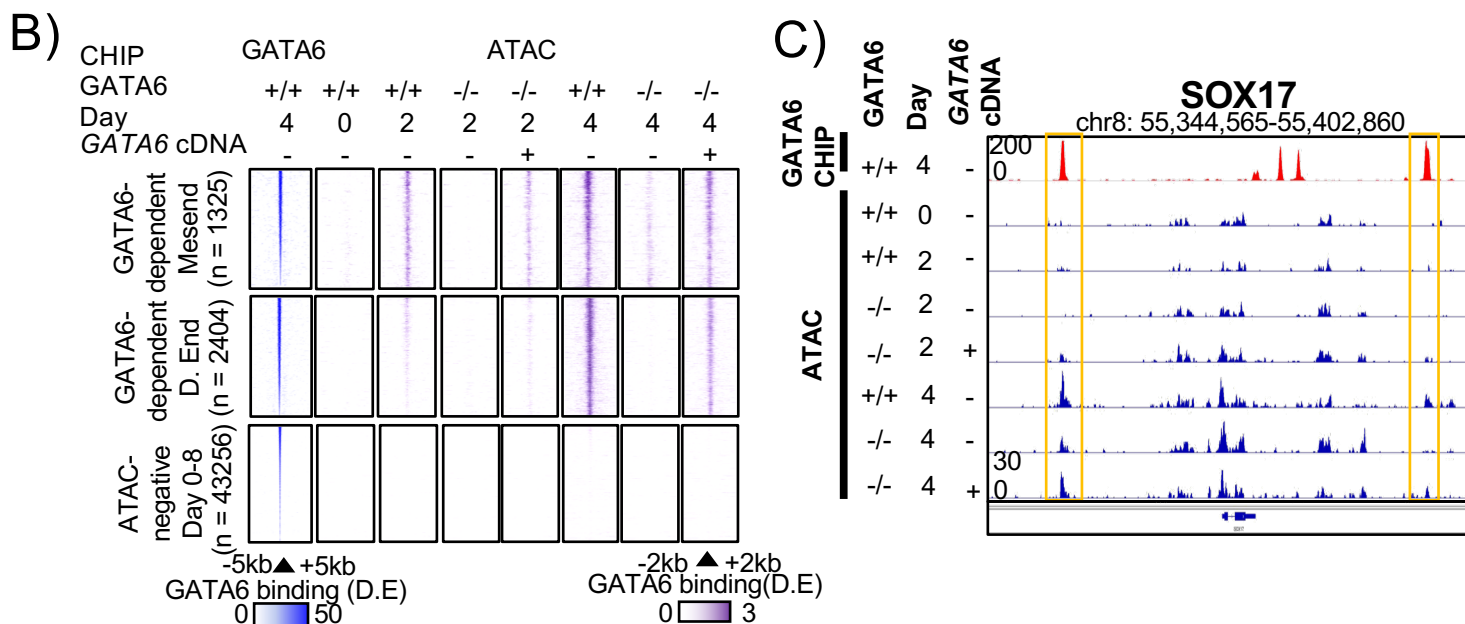 B)
CHIP GATA6 ATAC
GATA6 +/+ +/+ +/+ -/- -/- +/+ -/- -/-
Day 4 0 2 2 2 4 4 4
GATA6 cDNA - - - - + - - +
GATA6-
dependent
Mesend
(n = 1325)
GATA6-
dependent
D. End
(n = 2404)
ATAC-
negative
Day 0-8
(n = 43256)
-5kb▲+5kb
GATA6 binding (D.E)
0 50
-2kb ▲ +2kb
GATA6 binding(D.E)
0 3
C)
GATA6
Day
GATA6
cDNA
SOX17
chr8: 55,344,565-55,402,860
GATA6
CHIP
200
0
+/+ 4 -
ATAC
+/+ 0 -
+/+ 2 -
-/- 2 -
-/- 2 +
+/+ 4 -
-/- 4 -
30
0
-/- 4 +
SOX17